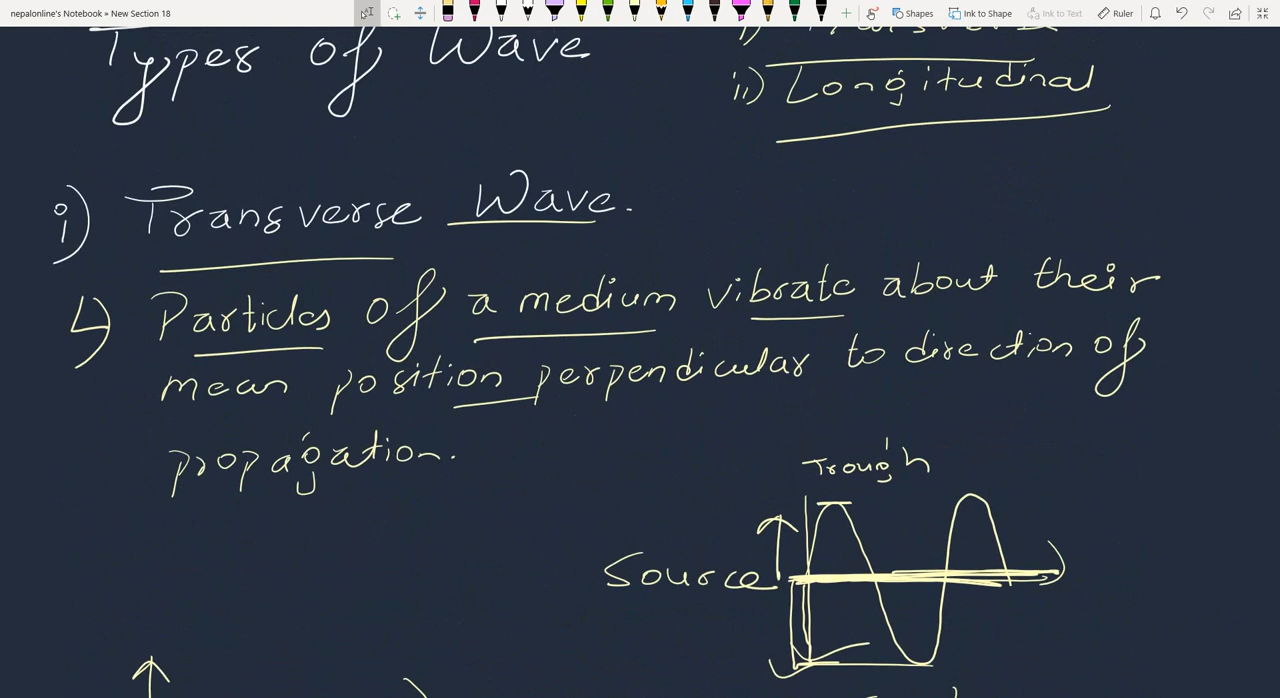 nepalonline's Notebook » New Section 18
Shapes
Ink to Shape
Ink to Text
Ruler
Types of Wave
ii) Longitudinal
i) Transverse Wave.
Particles of a medium vibrate about their
mean position perpendicular to direction of
propagation.
Trough
Source